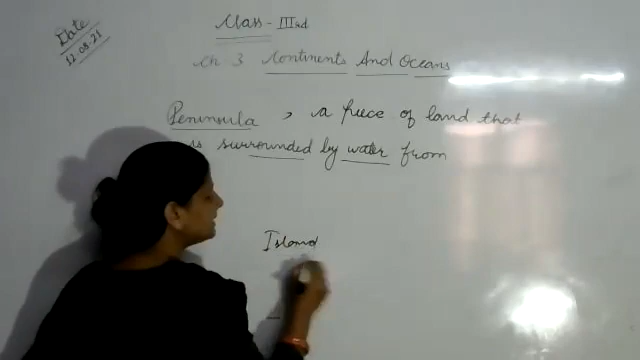 Date
12.08.21
Class - IIIrd
Ch 3 Continents And Oceans
Peninsula , a piece of land that
is surrounded by water from
Island